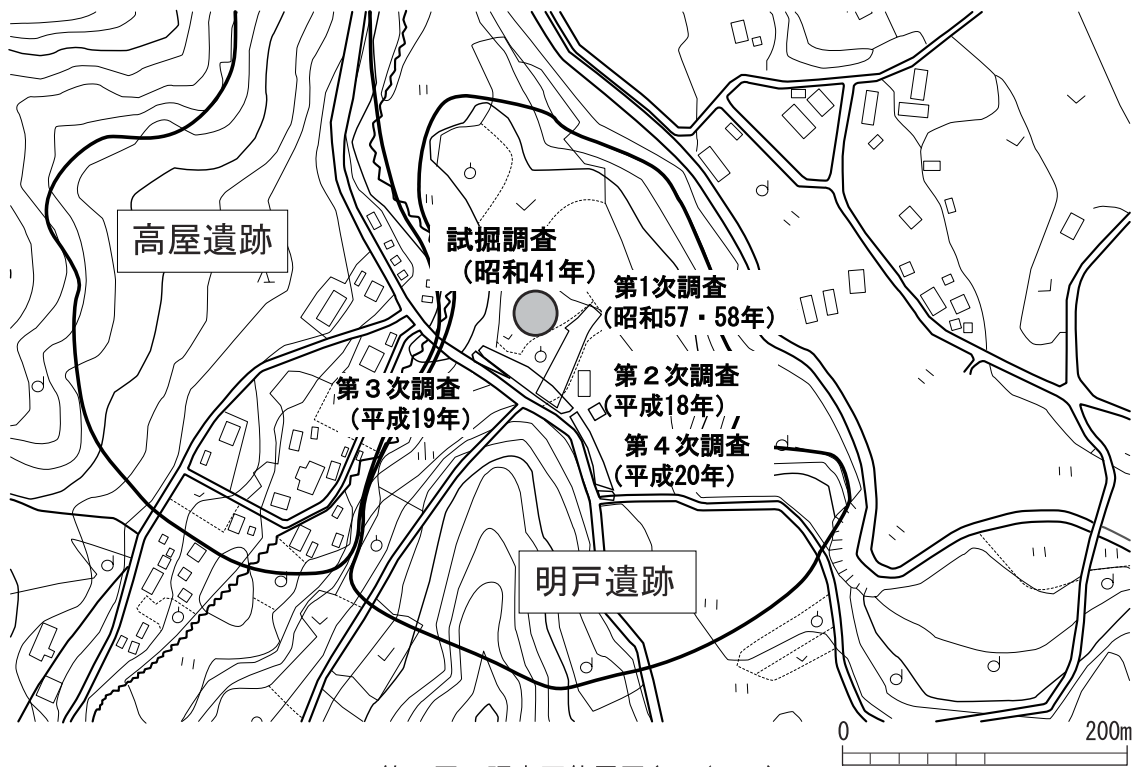 高屋遺跡
試掘調査
（昭和41年）
第1次調査
（昭和57・58年）
第２次調査
（平成18年）
第３次調査
（平成19年）
第４次調査
（平成20年）
明戸遺跡
0
200m